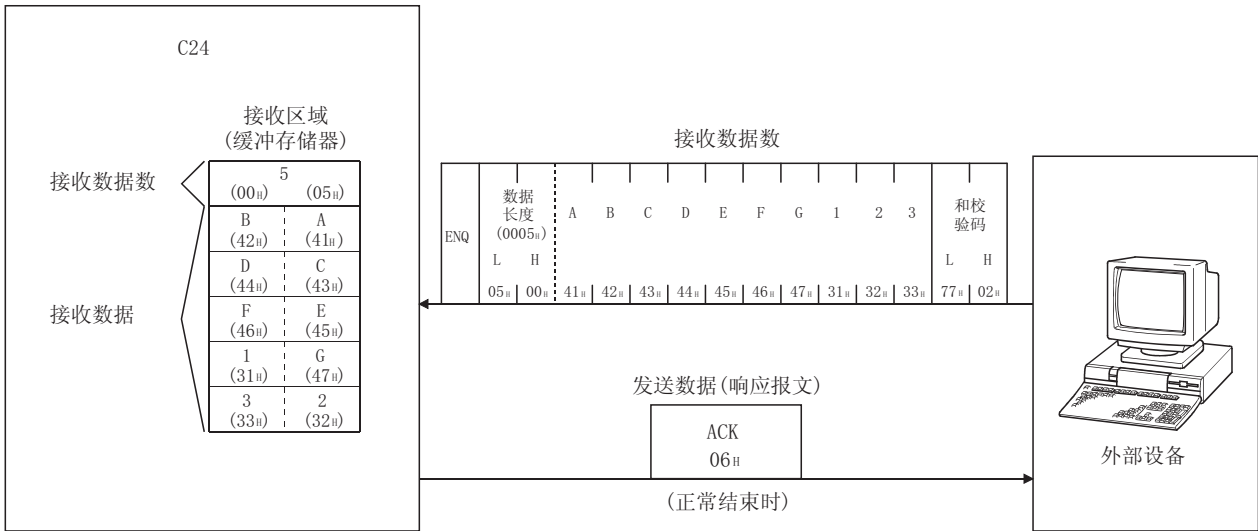 C24
接收区域
(缓冲存储器)
接收数据数
5
(00H) (05H)
接收数据
B A
(42H) (41H)
D C
(44H) (43H)
F E
(46H) (45H)
1 G
(31H) (47H)
3 2
(33H) (32H)
接收数据数
ENQ
数据
长度
(0005H)
L H
05H 00H
A B C D E F G 1 2 3
41H 42H 43H 44H 45H 46H 47H 31H 32H 33H
和校
验码
L H
77H 02H
发送数据(响应报文)
ACK
06H
(正常结束时)
外部设备